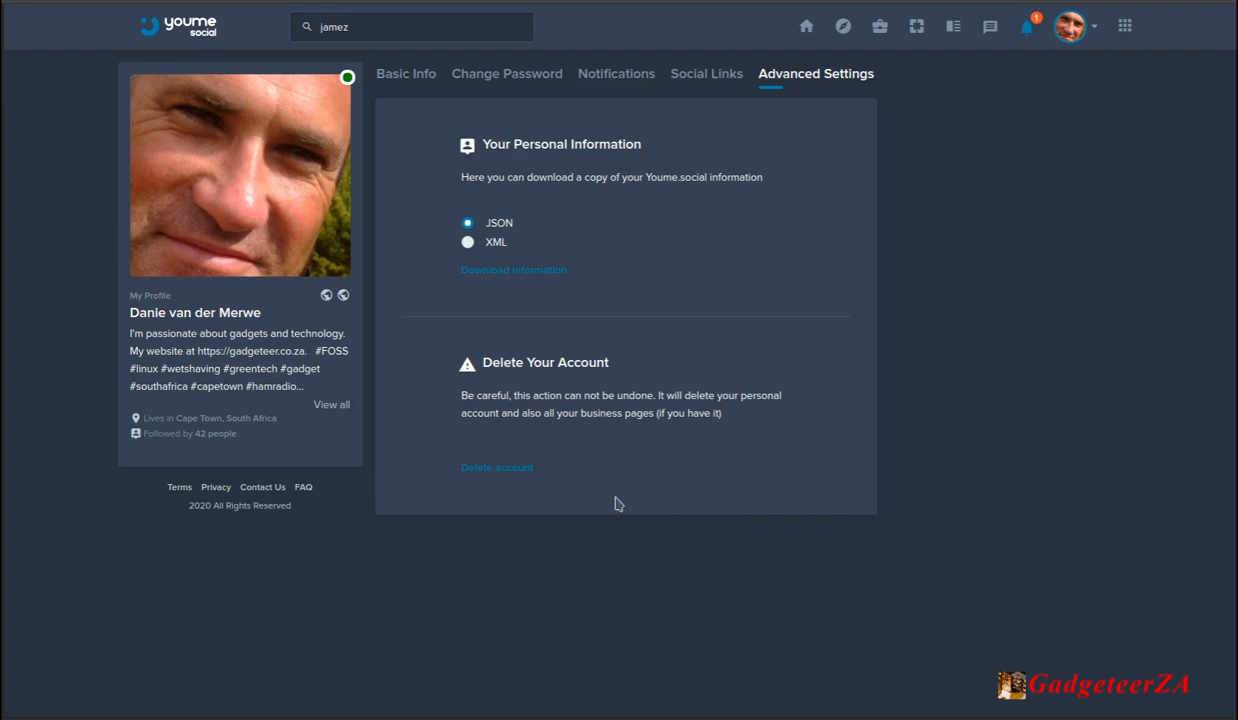 youme
social
jamez
1
Basic Info Change Password Notifications Social Links Advanced Settings
My Profile
Danie van der Merwe
I'm passionate about gadgets and technology.
My website at https://gadgeteer.co.za. #FOSS
#linux #wetshaving #greentech #gadget
#southafrica #capetown #hamradio...
View all
Lives in Cape Town, South Africa
Followed by 42 people
Terms Privacy Contact Us FAQ
2020 All Rights Reserved
Your Personal Information
Here you can download a copy of your Youme.social information
JSON
XML
Download Information
Delete Your Account
Be careful, this action can not be undone. It will delete your personal
account and also all your business pages (if you have it)
Delete account
GadgeteerZA